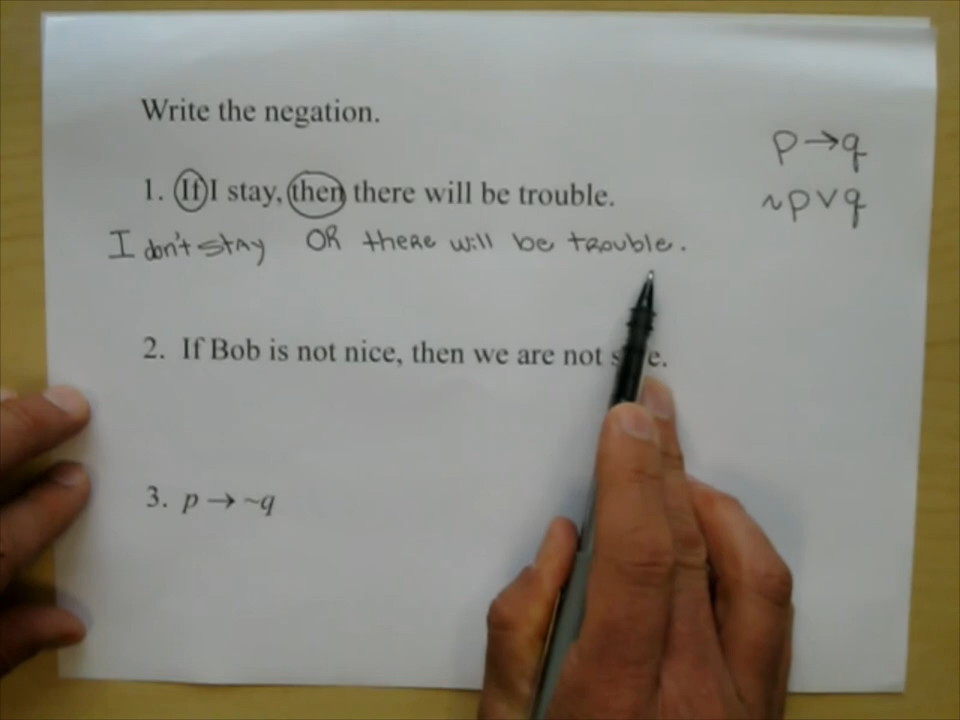 Write the negation.
p → q
1. If I stay, then there will be trouble.
~p ∨ q
I don't stay OR there will be trouble.
2. If Bob is not nice, then we are not
3. p → ~q